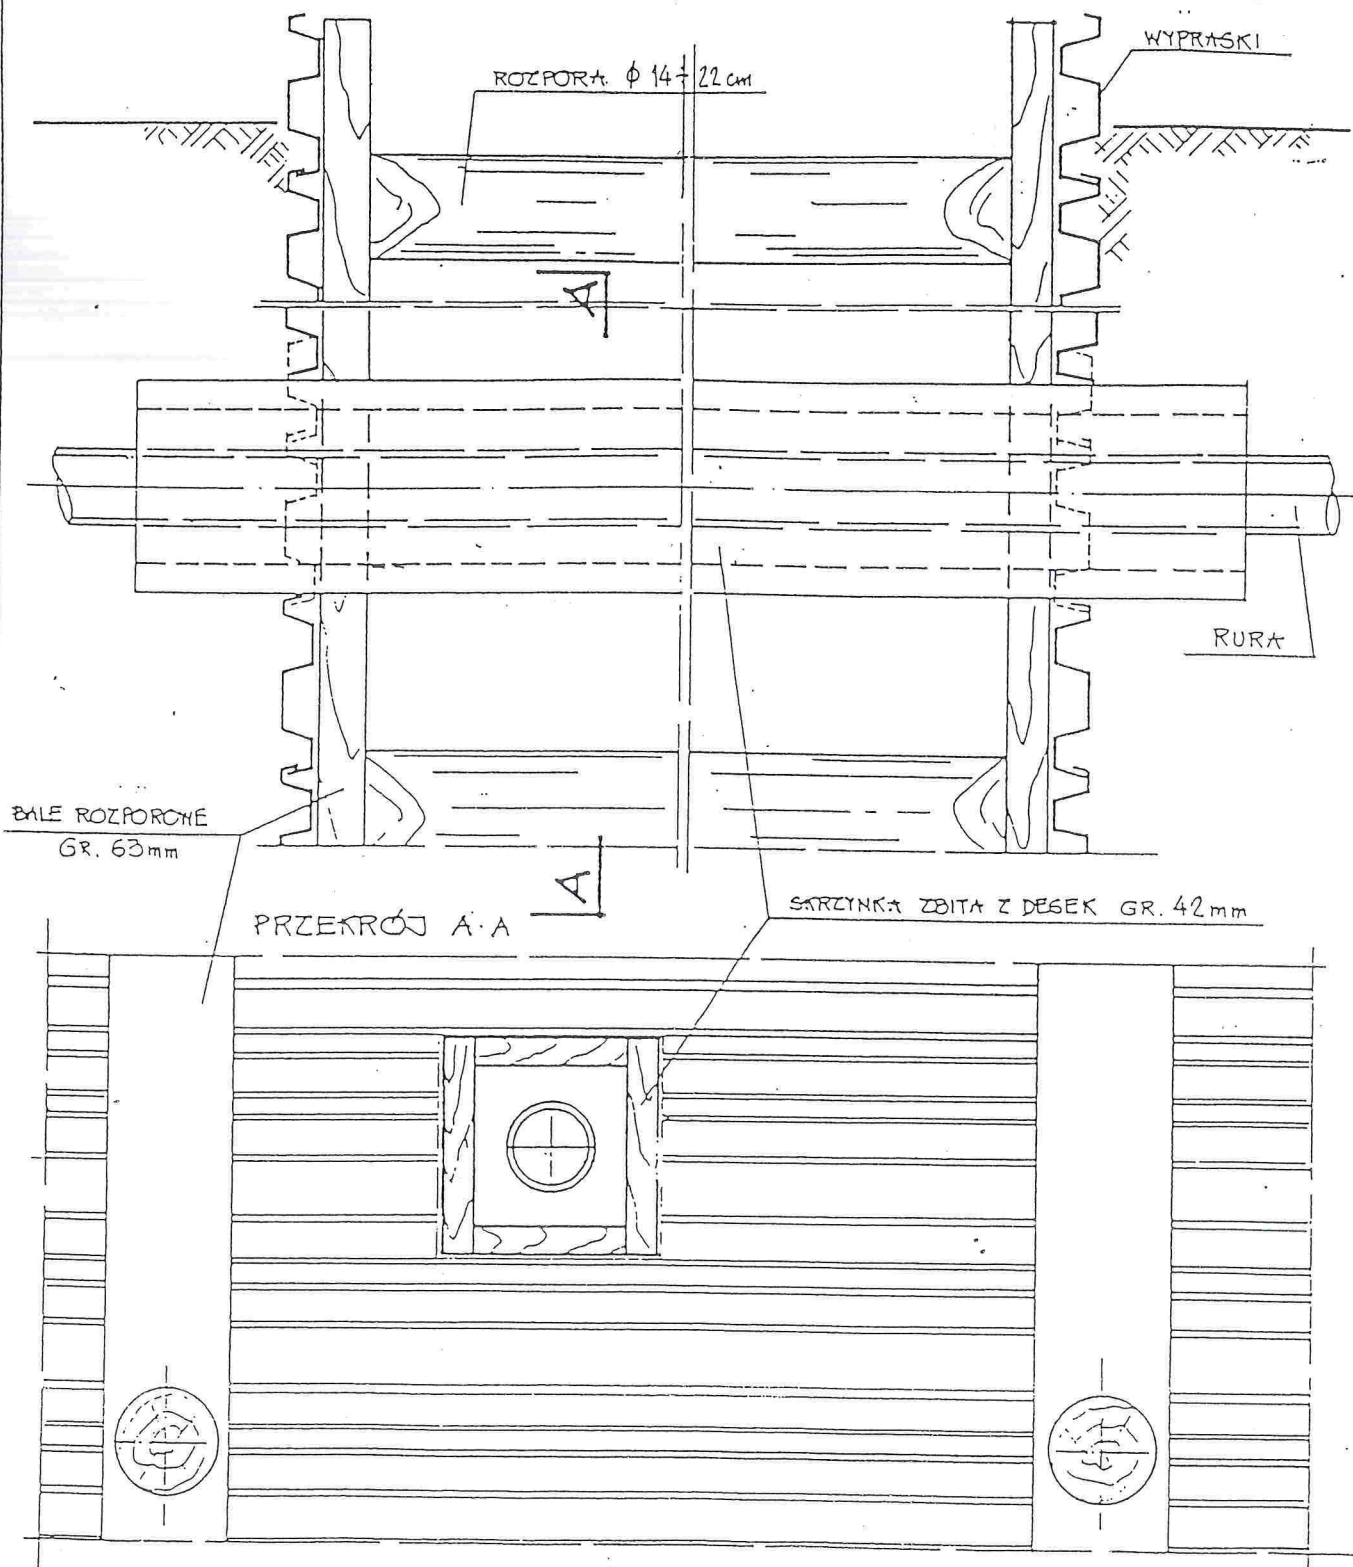 WYPRASKI
ROZPORA ϕ 14÷22 cm
A
RURA
BALE ROZPOROWE
GR. 63mm
A
SKRZYNKA ZBITA Z DESEK GR. 42mm
PRZEKRÓJ A-A